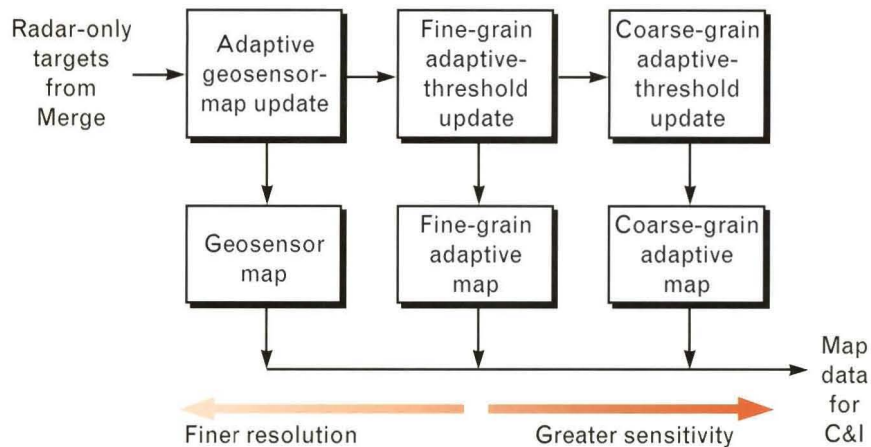 Radar-only
targets
from
Merge
Adaptive
geosensor-
map update
Fine-grain
adaptive-
threshold
update
Coarse-grain
adaptive-
threshold
update
Geosensor
map
Fine-grain
adaptive
map
Coarse-grain
adaptive
map
Map
data
for
C&I
Finer resolution
Greater sensitivity